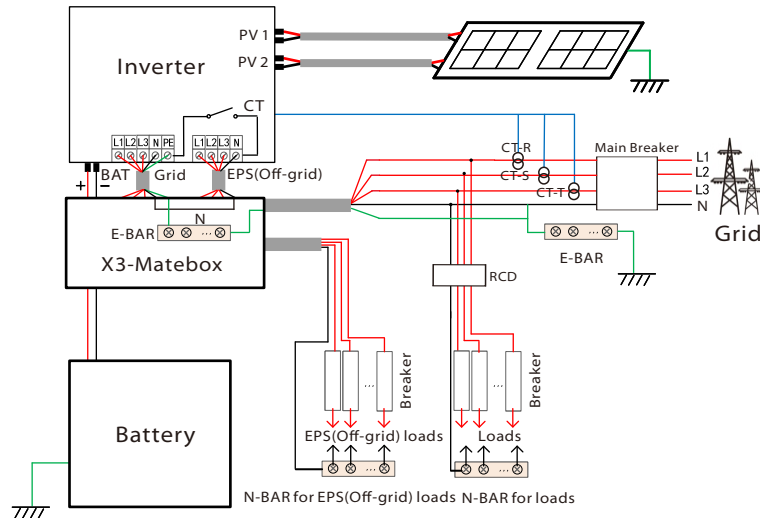 PV 1
Inverter
PV 2
CT
L1 L2 L3 N PE
L1 L2 L3 N
BAT
Grid
EPS(Off-grid)
+
−
CT-R
CT-S
CT-T
Main Breaker
L1
L2
L3
N
Grid
N
E-BAR
...
X3-Matebox
...
E-BAR
RCD
...
Breaker
...
Breaker
EPS(Off-grid) loads
Loads
Battery
...
...
N-BAR for EPS(Off-grid) loads
N-BAR for loads